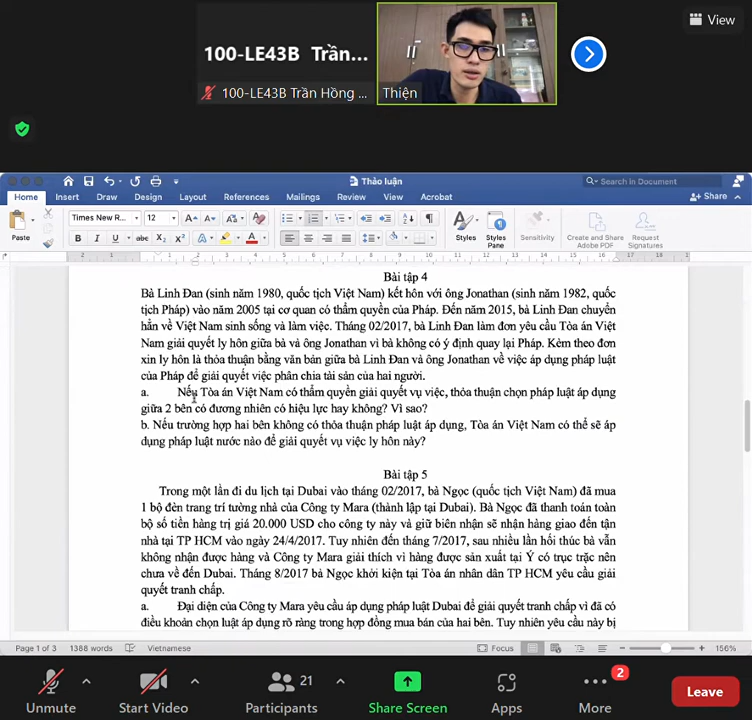 View
100-LE43B Trần...
100-LE43B Trần Hồng ...
Thiện
Thảo luận
Search in Document
Home Insert Draw Design Layout References Mailings Review View Acrobat
Share
Paste
Times New R... 12
Styles
Styles Pane
Sensitivity
Create and Share Adobe PDF
Request Signatures
Bài tập 4
Bà Linh Đan (sinh năm 1980, quốc tịch Việt Nam) kết hôn với ông Jonathan (sinh năm 1982, quốc
tịch Pháp) vào năm 2005 tại cơ quan có thẩm quyền của Pháp. Đến năm 2015, bà Linh Đan chuyển
hẳn về Việt Nam sinh sống và làm việc. Tháng 02/2017, bà Linh Đan làm đơn yêu cầu Tòa án Việt
Nam giải quyết ly hôn giữa bà và ông Jonathan vì bà không có ý định quay lại Pháp. Kèm theo đơn
xin ly hôn là thỏa thuận bằng văn bản giữa bà Linh Đan và ông Jonathan về việc áp dụng pháp luật
của Pháp để giải quyết việc phân chia tài sản của hai người.
a. Nếu Tòa án Việt Nam có thẩm quyền giải quyết vụ việc, thỏa thuận chọn pháp luật áp dụng
giữa 2 bên có đương nhiên có hiệu lực hay không? Vì sao?
b. Nếu trường hợp hai bên không có thỏa thuận pháp luật áp dụng, Tòa án Việt Nam có thể sẽ áp
dụng pháp luật nước nào để giải quyết vụ việc ly hôn này?
Bài tập 5
Trong một lần đi du lịch tại Dubai vào tháng 02/2017, bà Ngọc (quốc tịch Việt Nam) đã mua
1 bộ đèn trang trí tường nhà của Công ty Mara (thành lập tại Dubai). Bà Ngọc đã thanh toán toàn
bộ số tiền hàng trị giá 20.000 USD cho công ty này và giữ biên nhận sẽ nhận hàng giao đến tận
nhà tại TP HCM vào ngày 24/4/2017. Tuy nhiên đến tháng 7/2017, sau nhiều lần hối thúc bà vẫn
không nhận được hàng và Công ty Mara giải thích vì hàng được sản xuất tại Ý có trục trặc nên
chưa về đến Dubai. Tháng 8/2017 bà Ngọc khởi kiện tại Tòa án nhân dân TP HCM yêu cầu giải
quyết tranh chấp.
a. Đại diện của Công ty Mara yêu cầu áp dụng pháp luật Dubai để giải quyết tranh chấp vì đã có
điều khoản chọn luật áp dụng rõ ràng trong hợp đồng mua bán của hai bên. Tuy nhiên yêu cầu này bị
Page 1 of 3 1388 words Vietnamese Focus 156%
Unmute
Start Video
21
Participants
Share Screen
Apps
2
More
Leave